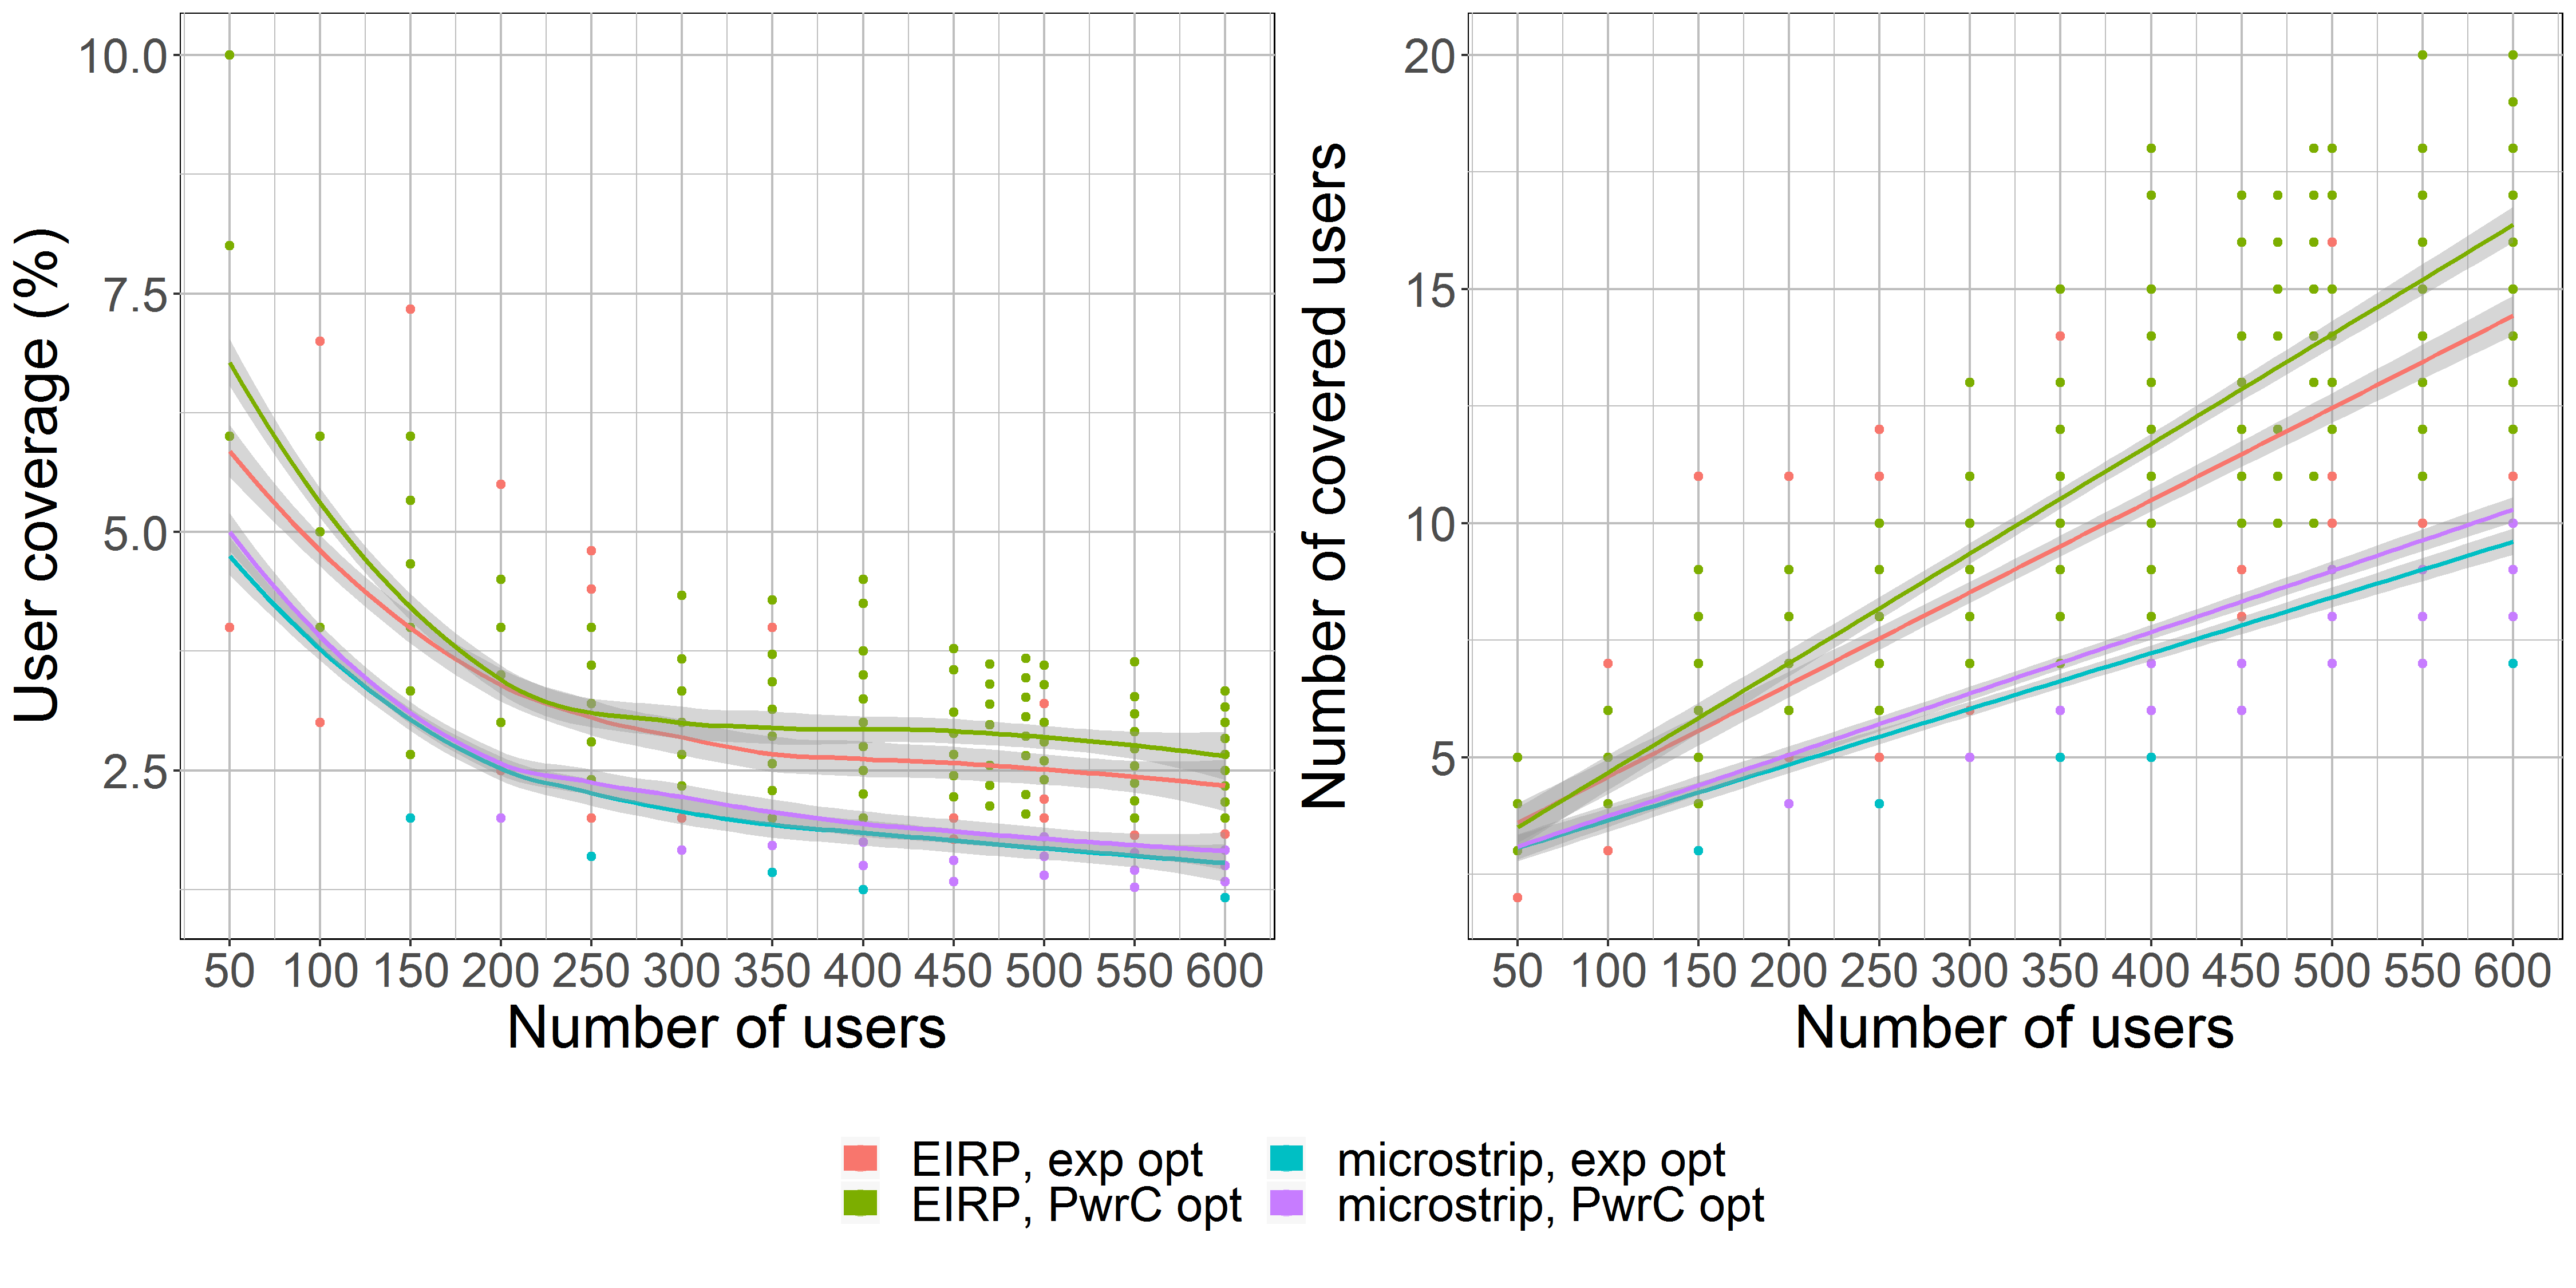 User coverage (%)
10.0
7.5
5.0
2.5
50 100 150 200 250 300 350 400 450 500 550 600
Number of users
Number of covered users
20
15
10
5
50 100 150 200 250 300 350 400 450 500 550 600
Number of users
EIRP, exp opt
EIRP, PwrC opt
microstrip, exp opt
microstrip, PwrC opt